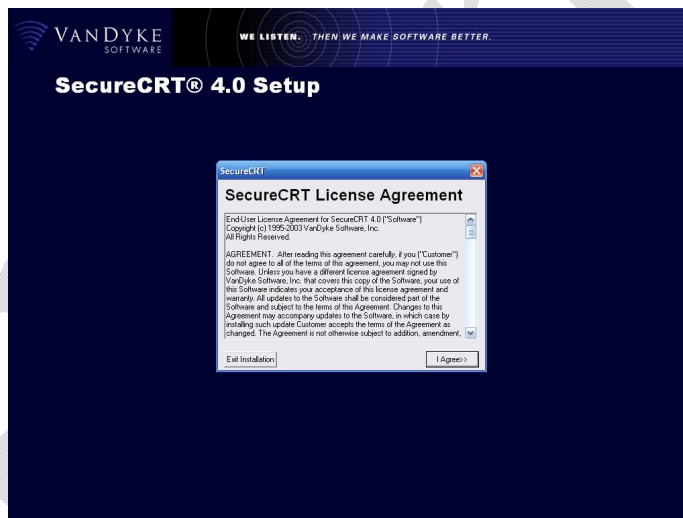 VANDYKE
SOFTWARE
WE LISTEN. THEN WE MAKE SOFTWARE BETTER.
SecureCRT® 4.0 Setup
SecureCRT
SecureCRT License Agreement
End-User License Agreement for SecureCRT 4.0 ("Software")
Copyright (c) 1995-2003 VanDyke Software, Inc.
All Rights Reserved.
AGREEMENT. After reading this agreement carefully, if you ("Customer")
do not agree to all of the terms of this agreement, you may not use this
Software. Unless you have a different license agreement signed by
VanDyke Software, Inc. that covers this copy of the Software, your use of
this Software indicates your acceptance of this license agreement and
warranty. All updates to the Software shall be considered part of the
Software and subject to the terms of this Agreement. Changes to this
Agreement may accompany updates to the Software, in which case by
installing such update Customer accepts the terms of the Agreement as
changed. The Agreement is not otherwise subject to addition, amendment,
Exit Installation
I Agree>>